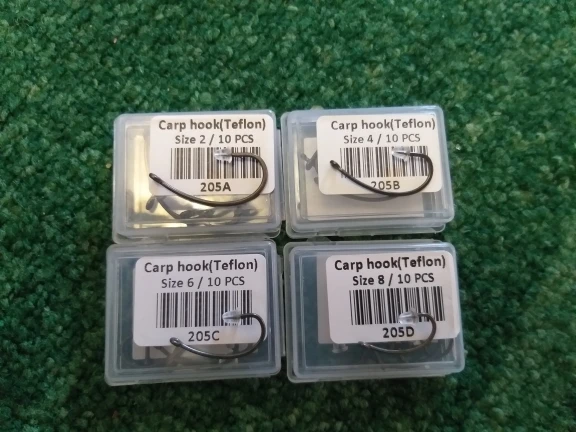 Carp hook(Teflon)
Size 2 / 10 PCS
205A
Carp hook(Teflon)
Size 4 / 10 PCS
205B
Carp hook(Teflon)
Size 6 / 10 PCS
205C
Carp hook(Teflon)
Size 8 / 10 PCS
205D